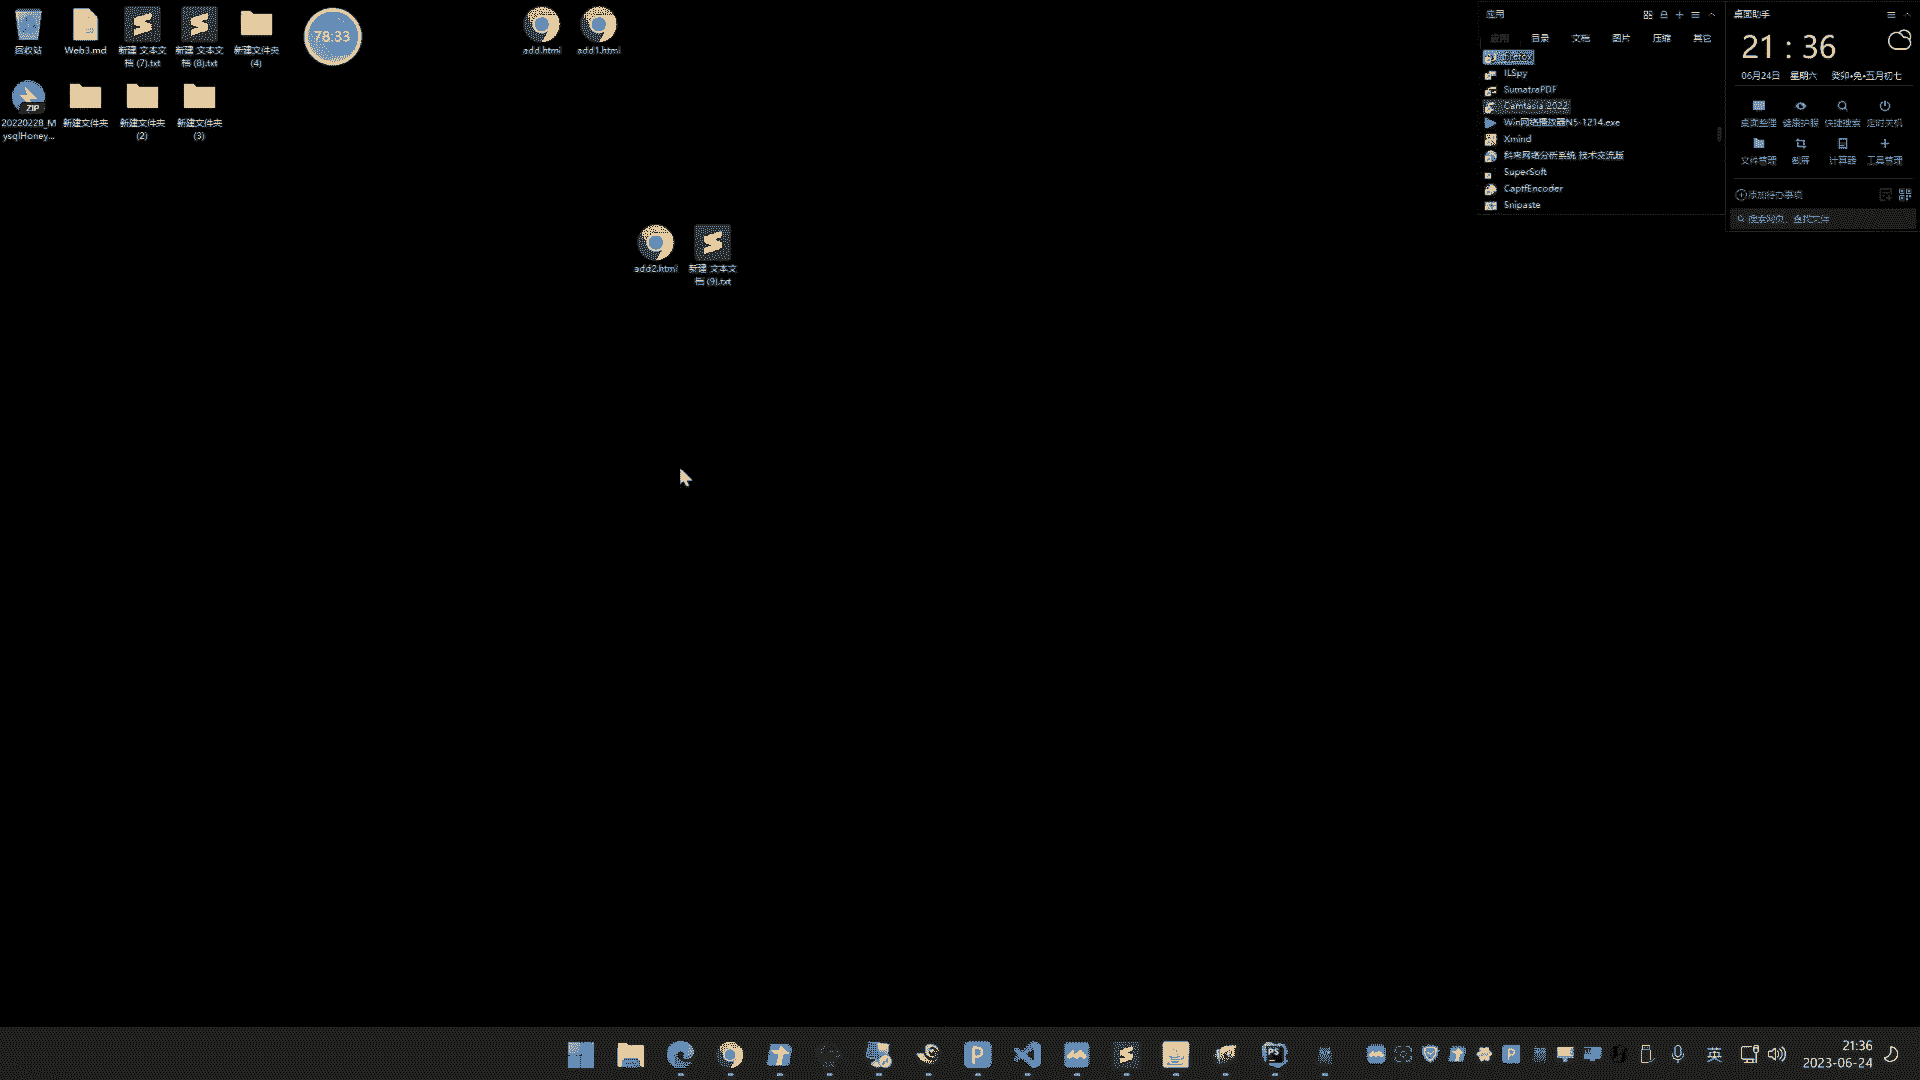 回收站
Web3.md
新建 文本文
档 (7).txt
新建 文本文
档 (8).txt
新建文件夹
(4)
78:33
add.html
add1.html
20220228_M
ysqlHoney...
新建文件夹
新建文件夹
(2)
新建文件夹
(3)
add2.html
新建 文本文
档 (9).txt
应用
应用 目录 文档 图片 压缩 其它
Firefox
ILSpy
SumatraPDF
Camtasia 2022
Win网络播放器N5-1214.exe
Xmind
科来网络分析系统 技术交流版
SuperSoft
CaptfEncoder
Snipaste
桌面助手
21 : 36
06月24日 星期六 癸卯•兔•五月初七
桌面整理 健康护眼 快捷搜索 定时关机
文件管理 截屏 计算器 工具管理
添加待办事项
搜索网页、查找文件
ZIP
P
PS
P
英
21:36
2023-06-24